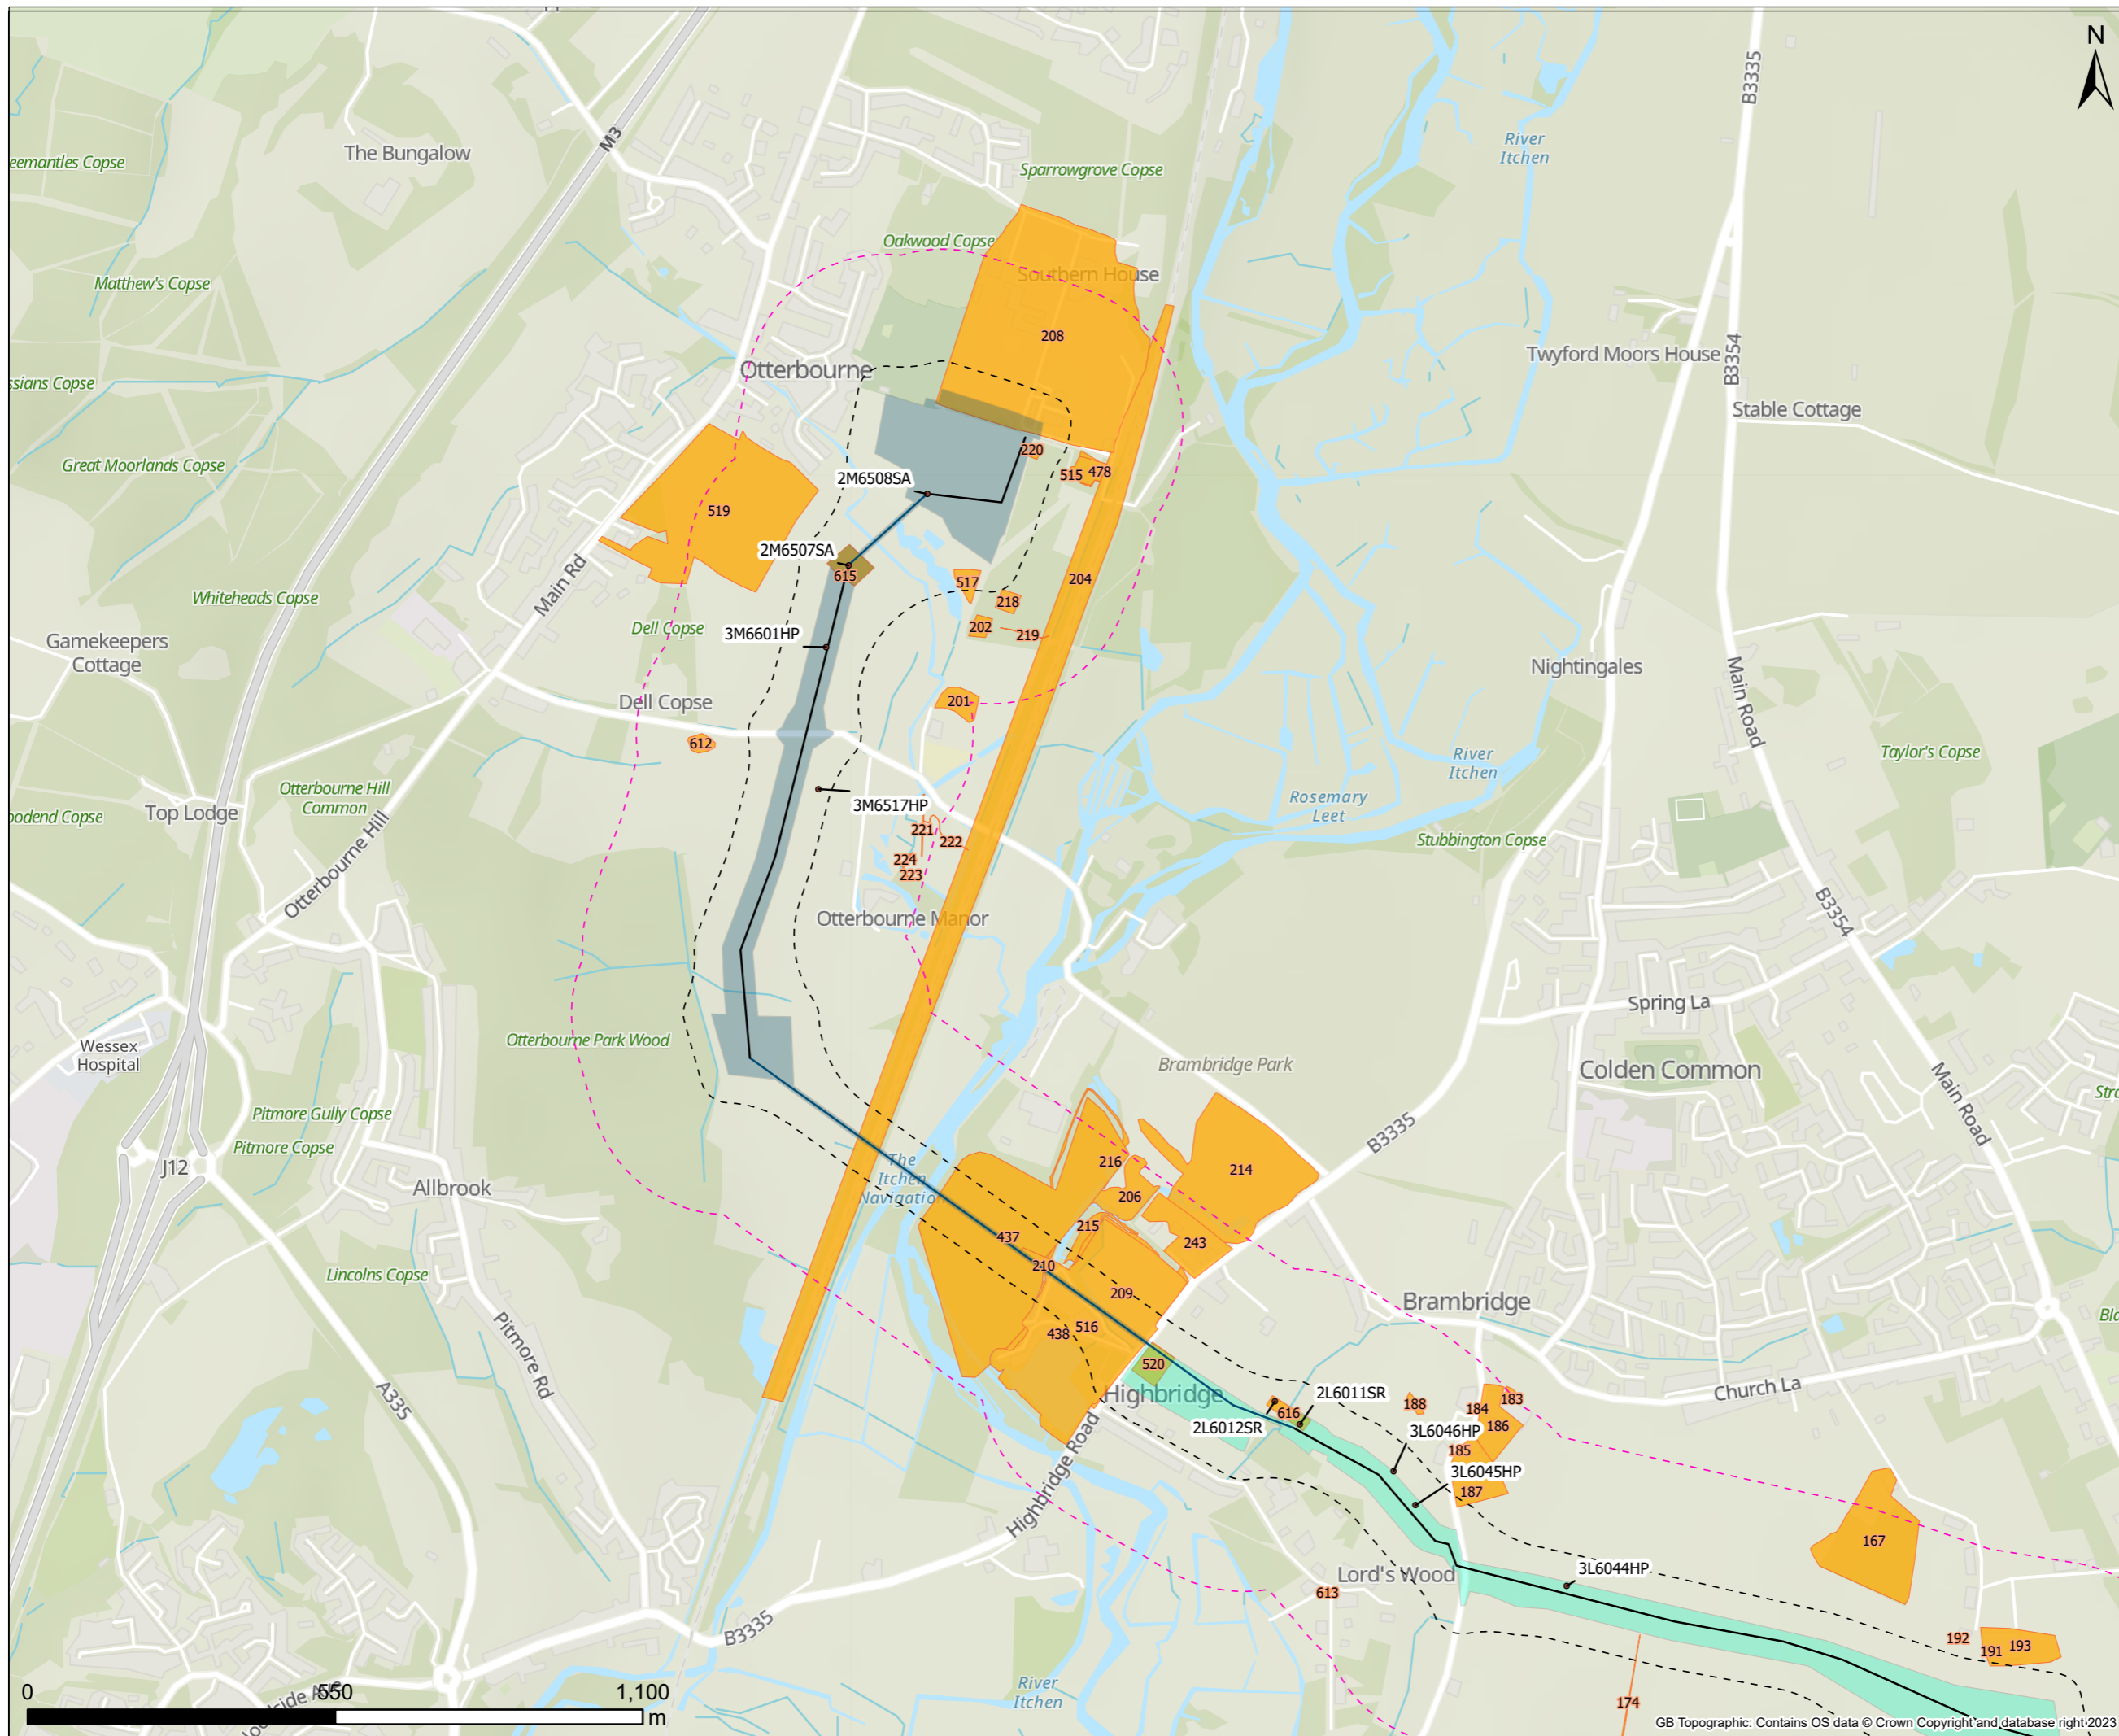 N
B3335
M3
River
Itchen
The Bungalow
eemantles Copse
Sparrowgrove Copse
Oakwood Copse
Southern House
Matthew's Copse
208
Twyford Moors House
B3354
Otterbourne
ssians Copse
Stable Cottage
220
Great Moorlands Copse
515
478
2M6508SA
519
2M6507SA
615
517
204
Main Rd
Whiteheads Copse
218
202
219
Dell Copse
3M6601HP
Gamekeepers
Cottage
Nightingales
Main Road
Dell Copse
201
612
River
Itchen
Taylor's Copse
Otterbourne Hill
Common
3M6517HP
Rosemary
Leet
Top Lodge
oodend Copse
221
222
Stubbington Copse
224
223
Otterbourne Hill
Otterbourne Manor
B3354
Spring La
Otterbourne Park Wood
Wessex
Hospital
Brambridge Park
Colden Common
Main Road
Stra
Pitmore Gully Copse
Pitmore Copse
B3335
J12
The
Itchen
Navigatio
216
214
206
Allbrook
215
437
243
210
Lincolns Copse
209
Brambridge
Bla
516
438
520
Pitmore Rd
A335
Highbridge
616
2L6011SR
2L6012SR
188
183
184
186
Church La
3L6046HP
185
3L6045HP
187
Highbridge Road
167
Lord's Wood
3L6044HP
613
B3335
192
191
193
River
Itchen
174
0
550
1,100
m
GB Topographic: Contains OS data © Crown Copyright and database right 2023